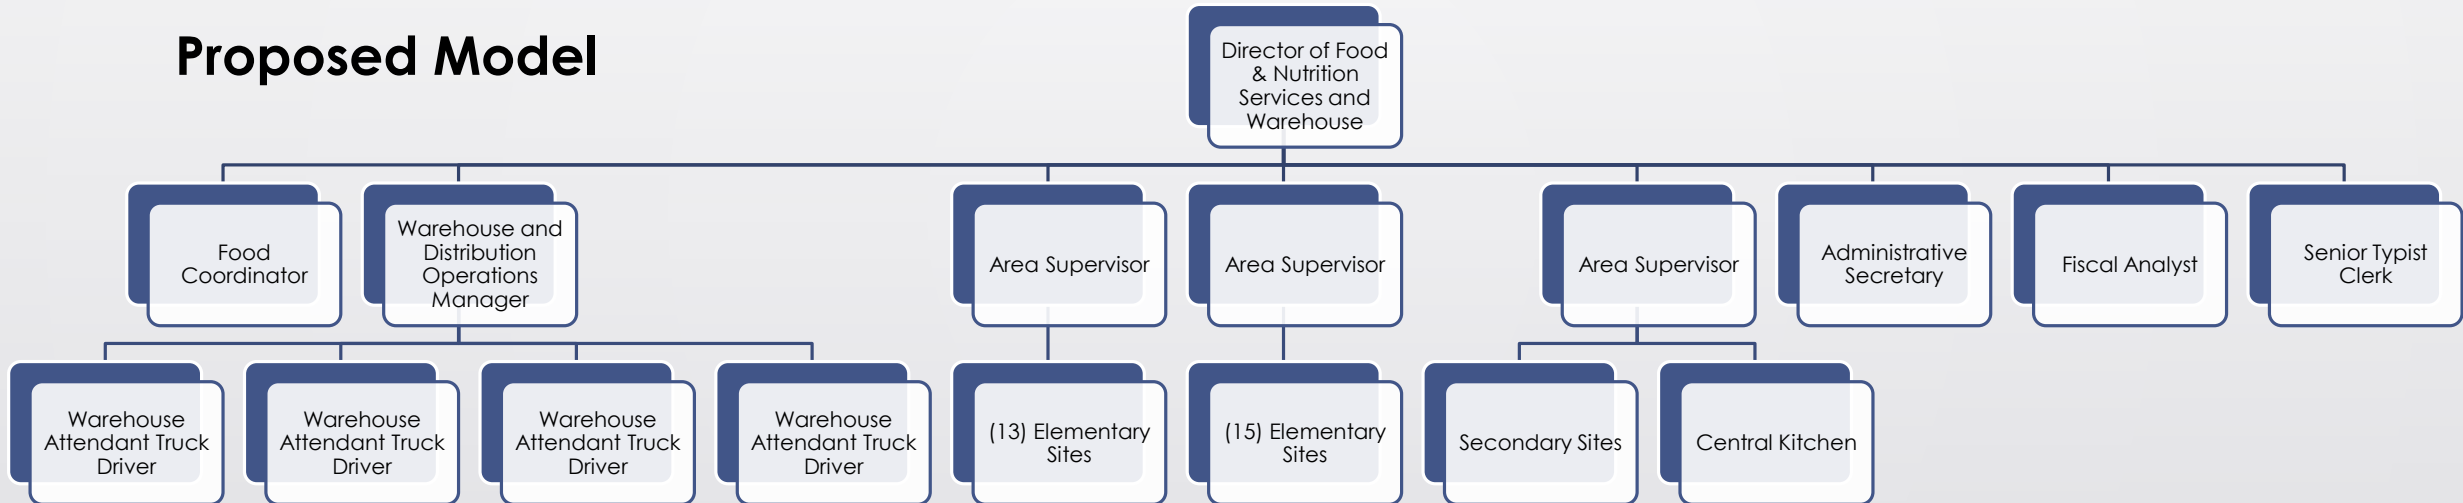 Proposed Model
Director of Food
& Nutrition
Services and
Warehouse
Food
Coordinator
Warehouse and
Distribution
Operations
Manager
Area Supervisor
Area Supervisor
Area Supervisor
Administrative
Secretary
Fiscal Analyst
Senior Typist
Clerk
Warehouse
Attendant Truck
Driver
Warehouse
Attendant Truck
Driver
Warehouse
Attendant Truck
Driver
Warehouse
Attendant Truck
Driver
(13) Elementary
Sites
(15) Elementary
Sites
Secondary Sites
Central Kitchen